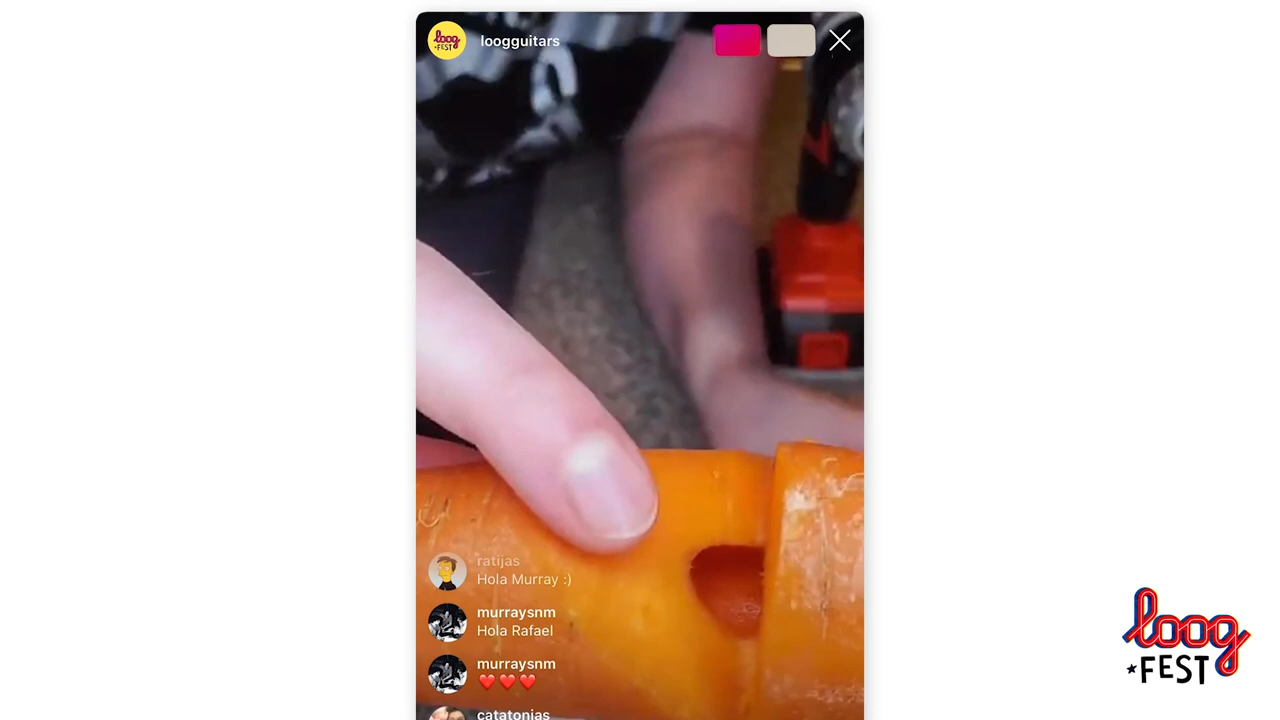 loog
FEST
loogguitars
ratijas
Hola Murray :)
murraysnm
Hola Rafael
murraysnm
catatonias
loog
FEST